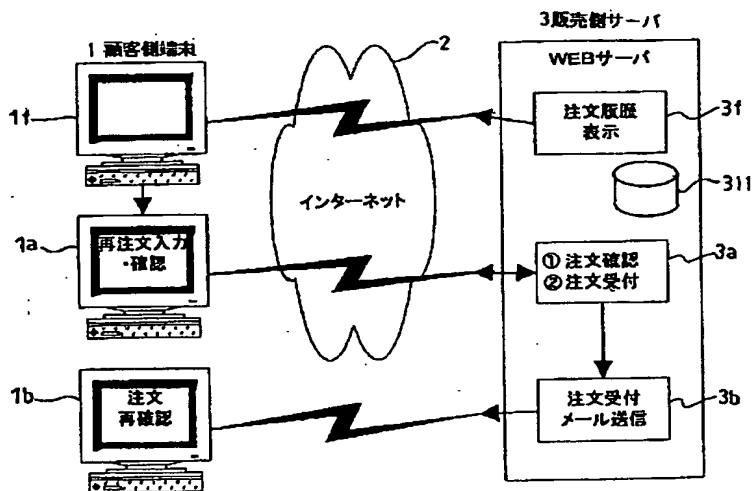 3販売側サーバ
1 顧客側端末
2
WEBサーバ
1f
注文履歴
表示
3f
インターネット
311
1a
再注文入力
・確認
①注文確認
②注文受付
3a
1b
注文
再確認
注文受付
メール送信
3b